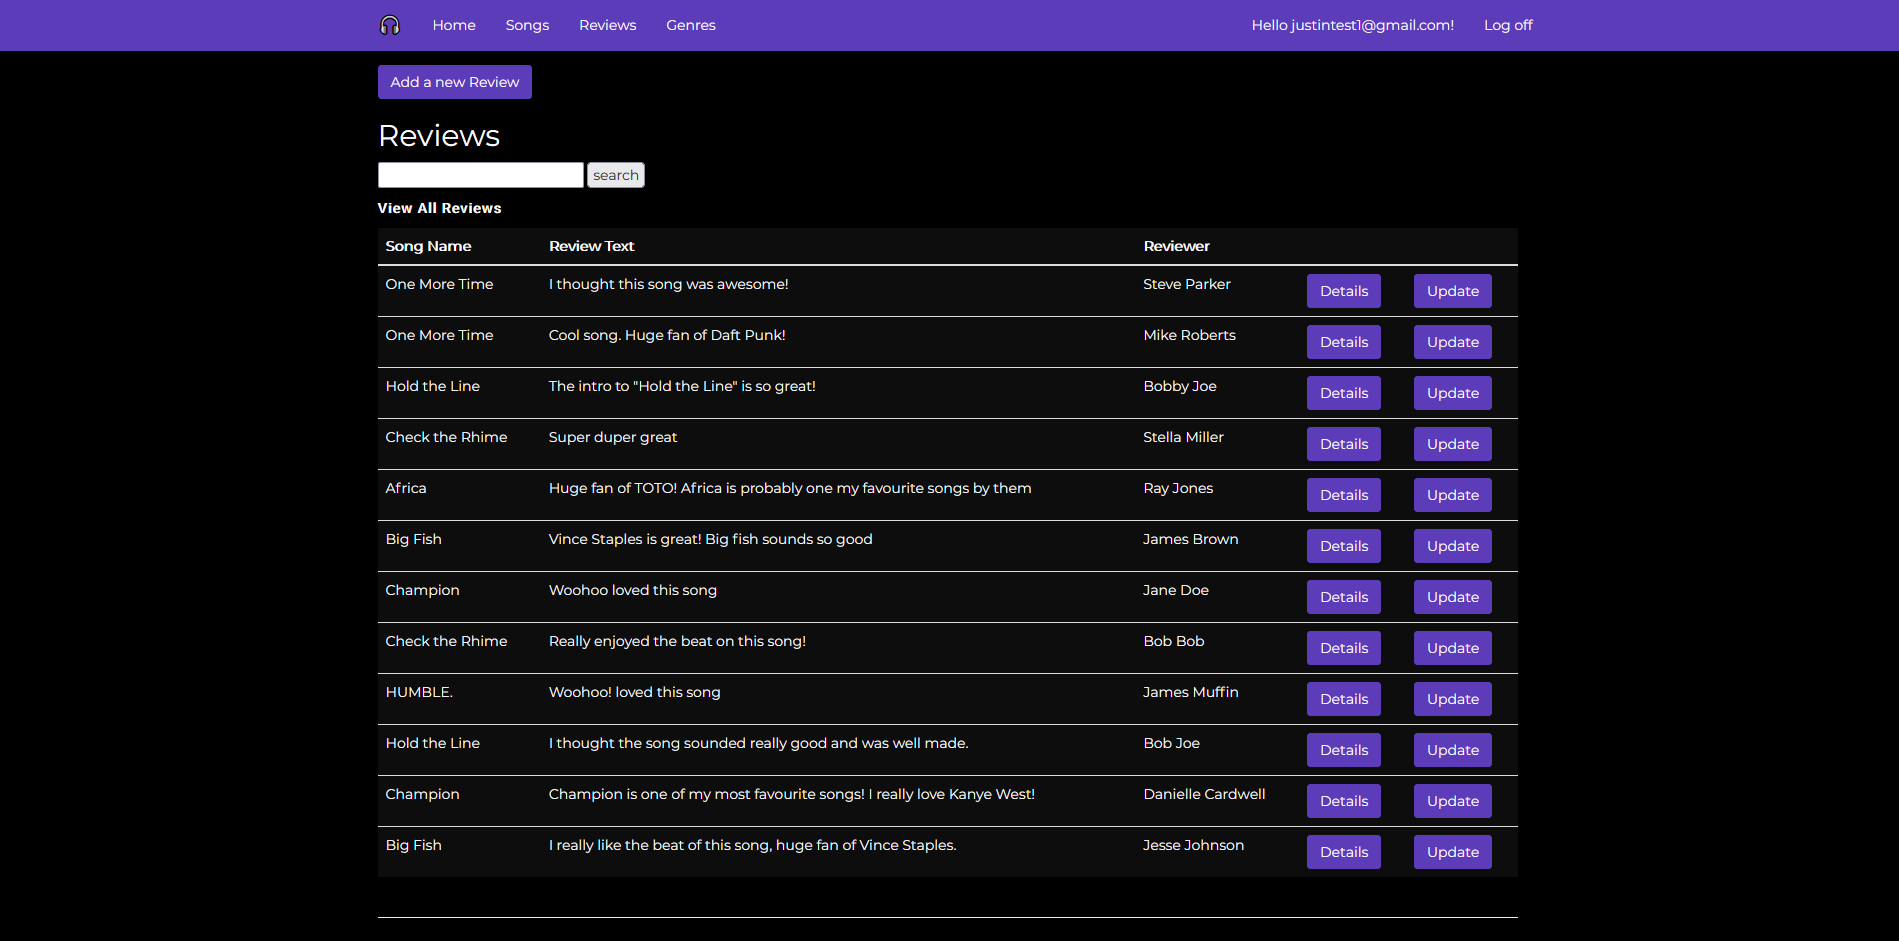 Home Songs Reviews Genres Hello justintest1@gmail.com! Log off
Add a new Review
Reviews
search
View All Reviews
Song Name Review Text Reviewer
One More Time I thought this song was awesome! Steve Parker Details Update
One More Time Cool song. Huge fan of Daft Punk! Mike Roberts Details Update
Hold the Line The intro to "Hold the Line" is so great! Bobby Joe Details Update
Check the Rhime Super duper great Stella Miller Details Update
Africa Huge fan of TOTO! Africa is probably one my favourite songs by them Ray Jones Details Update
Big Fish Vince Staples is great! Big fish sounds so good James Brown Details Update
Champion Woohoo loved this song Jane Doe Details Update
Check the Rhime Really enjoyed the beat on this song! Bob Bob Details Update
HUMBLE. Woohoo! loved this song James Muffin Details Update
Hold the Line I thought the song sounded really good and was well made. Bob Joe Details Update
Champion Champion is one of my most favourite songs! I really love Kanye West! Danielle Cardwell Details Update
Big Fish I really like the beat of this song, huge fan of Vince Staples. Jesse Johnson Details Update